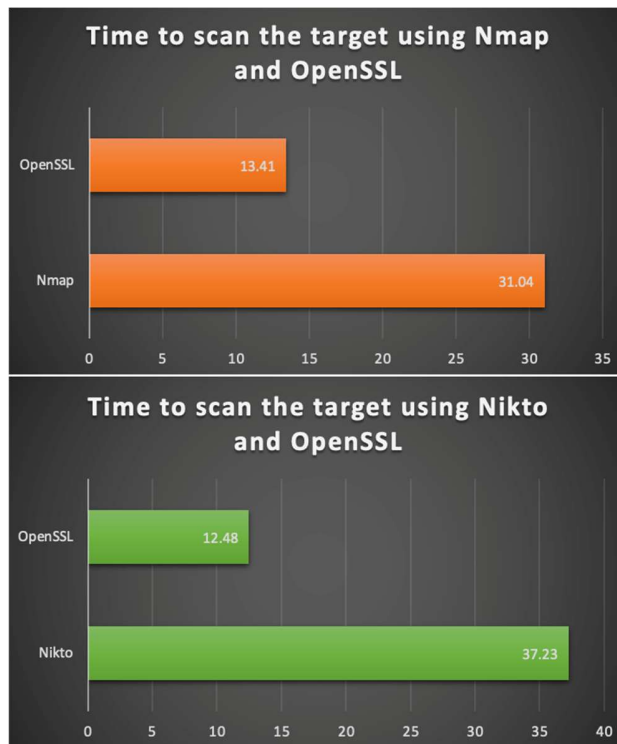 Time to scan the target using Nmap
and OpenSSL
OpenSSL
13.41
Nmap
31.04
0 5 10 15 20 25 30 35
Time to scan the target using Nikto
and OpenSSL
OpenSSL
12.48
Nikto
37.23
0 5 10 15 20 25 30 35 40